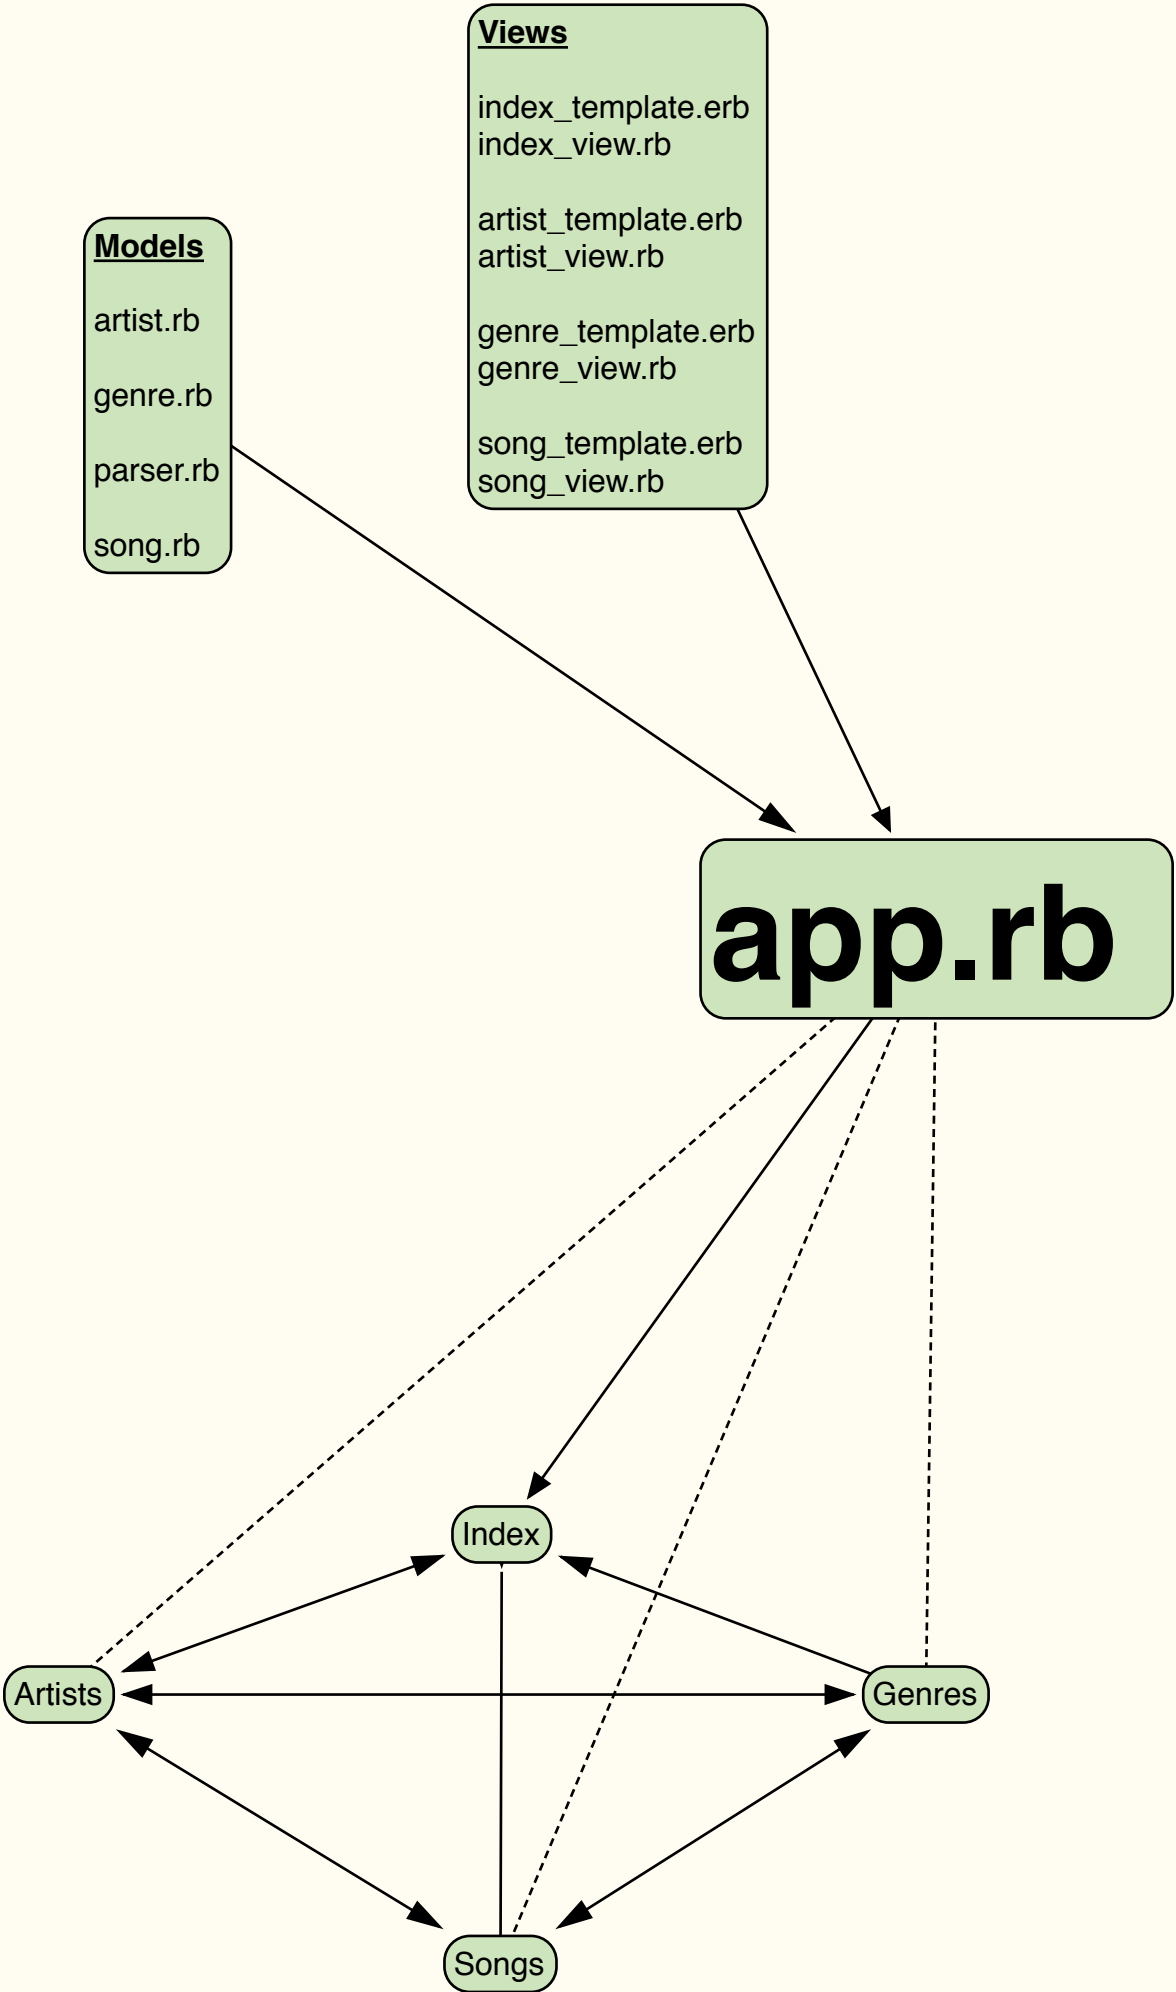 Views
index_template.erb
index_view.rb
artist_template.erb
artist_view.rb
genre_template.erb
genre_view.rb
song_template.erb
song_view.rb
Models
artist.rb
genre.rb
parser.rb
song.rb
app.rb
Index
Artists
Genres
Songs